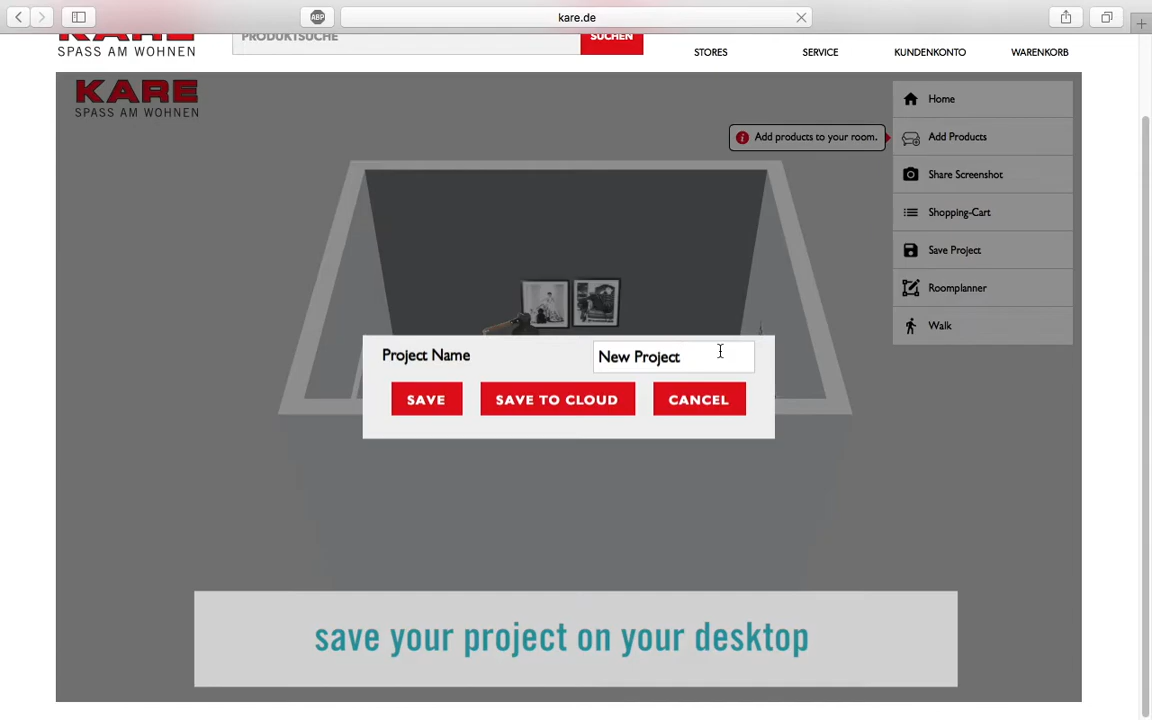 ABP
kare.de
KARE
SPASS AM WOHNEN
PRODUKTSUCHE
SUCHEN
STORES
SERVICE
KUNDENKONTO
WARENKORB
KARE
SPASS AM WOHNEN
Home
Add products to your room.
Add Products
Share Screenshot
Shopping-Cart
Save Project
Roomplanner
Walk
Project Name
New Project
SAVE
SAVE TO CLOUD
CANCEL
save your project on your desktop